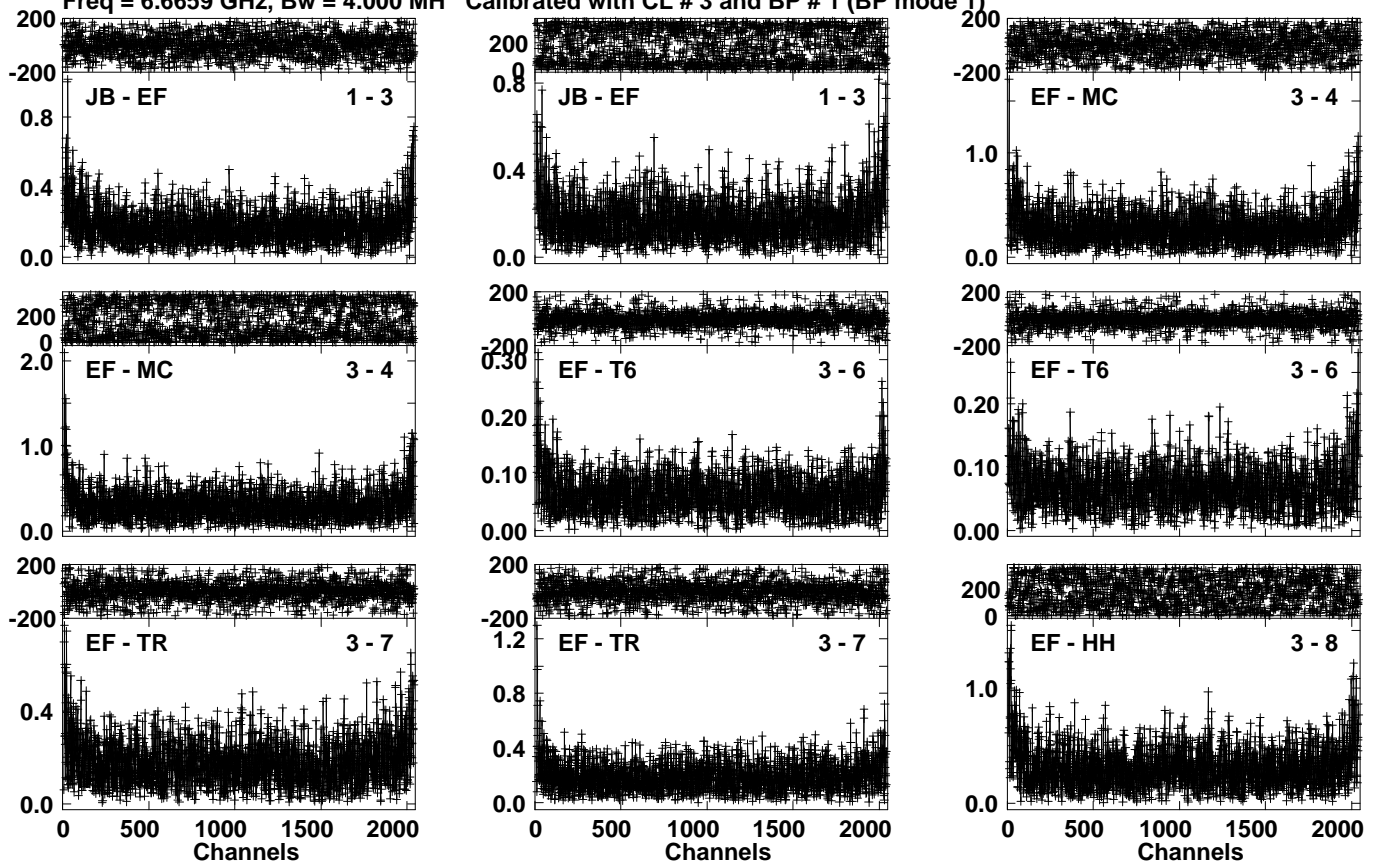 Freq = 6.6659 GHz, Bw = 4.000 MH Calibrated with CL # 3 and BP # 1 (BP mode 1)
200
-200
JB - EF 1 - 3
0.8
0.4
0.0
200
0
JB - EF 1 - 3
0.8
0.4
0.0
200
-200
EF - MC 3 - 4
1.0
0.0
200
0
EF - MC 3 - 4
2.0
1.0
0.0
200
-200
EF - T6 3 - 6
0.30
0.20
0.10
0.00
200
-200
EF - T6 3 - 6
0.20
0.10
0.00
200
-200
EF - TR 3 - 7
0.4
0.0
0 500 1000 1500 2000
Channels
200
-200
EF - TR 3 - 7
1.2
0.8
0.4
0.0
0 500 1000 1500 2000
Channels
200
0
EF - HH 3 - 8
1.0
0.0
0 500 1000 1500 2000
Channels